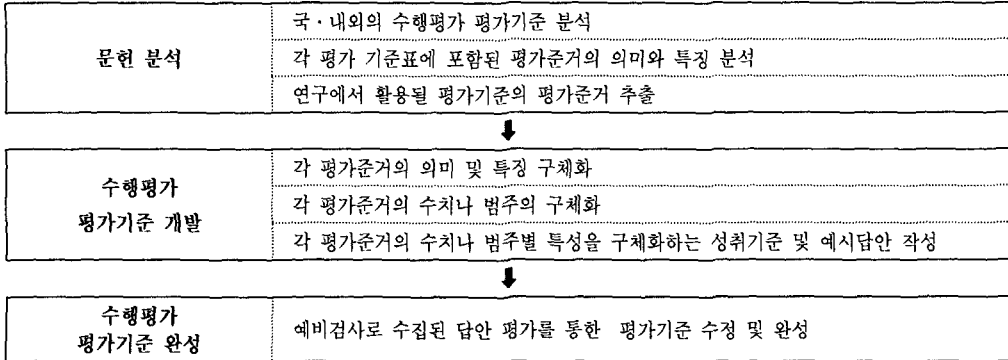 국·내외의 수행평가 평가기준 분석
문헌 분석
각 평가 기준표에 포함된 평가준거의 의미와 특징 분석
연구에서 활용될 평가기준의 평가준거 추출
각 평가준거의 의미 및 특징 구체화
수행평가
평가기준 개발
각 평가준거의 수치나 범주의 구체화
각 평가준거의 수치나 범주별 특성을 구체화하는 성취기준 및 예시답안 작성
수행평가
평가기준 완성
예비검사로 수집된 답안 평가를 통한 평가기준 수정 및 완성